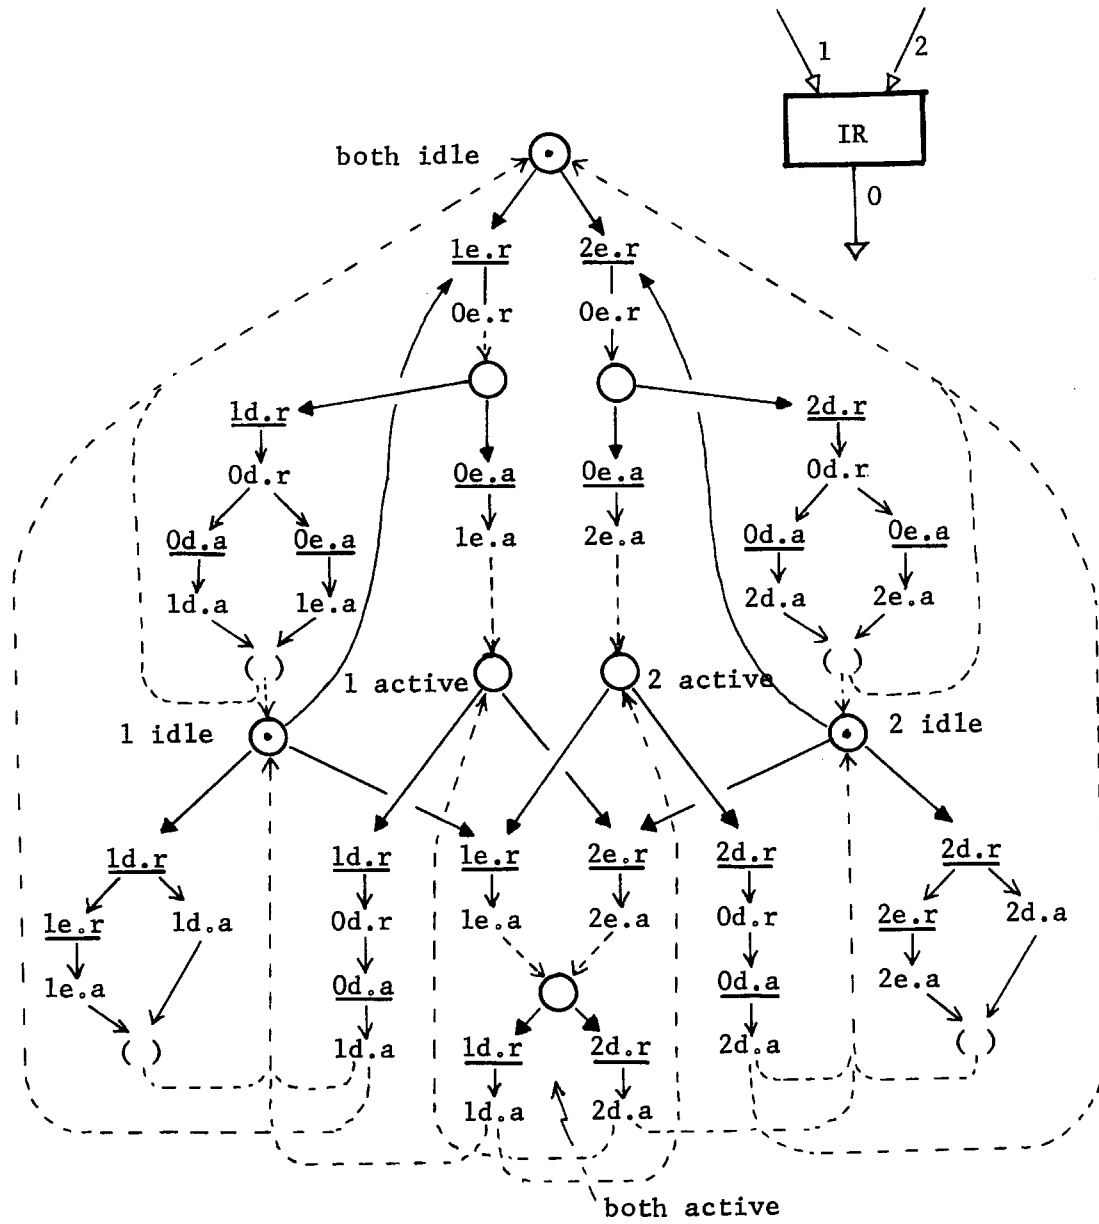 1 2
IR
both idle
0
1e.r 2e.r
0e.r 0e.r
1d.r 2d.r
0d.r 0e.a 0e.a 0d.r
0d.a 0e.a 1e.a 2e.a 0d.a 0e.a
1d.a 1e.a 2d.a 2e.a
( ) ( )
1 active 2 active
1 idle 2 idle
1d.r 1d.r 1e.r 2e.r 2d.r 2d.r
1e.r 1d.a 0d.r 1e.a 2e.a 0d.r 2e.r 2d.a
1e.a 0d.a 0d.a 2e.a
( ) 1d.a 1d.r 2d.r 2d.a ( )
1d.a 2d.a
both active